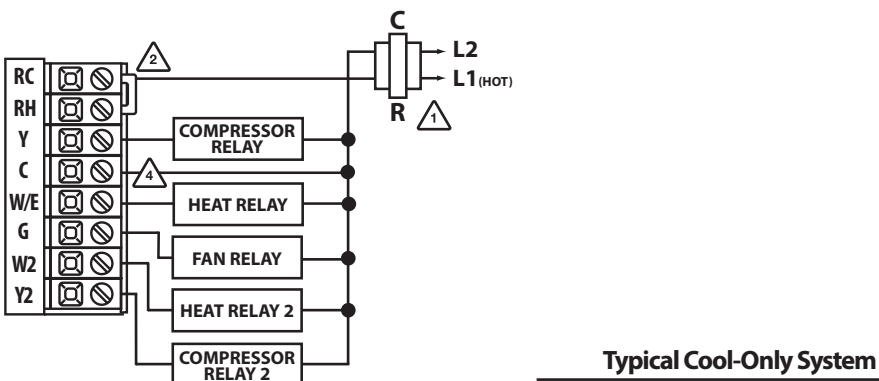 C
L2
L1(HOT)
R
1
2
RC
RH
Y
C
W/E
G
W2
Y2
4
COMPRESSOR
RELAY
HEAT RELAY
FAN RELAY
HEAT RELAY 2
COMPRESSOR
RELAY 2
Typical Cool-Only System